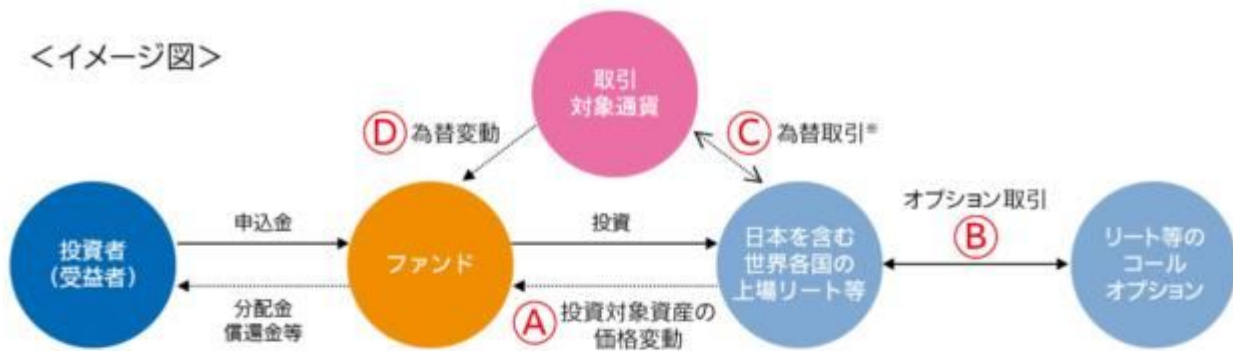 ＜イメージ図＞
取引
対象通貨
Ⓓ為替変動
Ⓒ為替取引※
投資者
（受益者）
申込金
分配金
償還金等
ファンド
投資
Ⓐ投資対象資産の
価格変動
日本を含む
世界各国の
上場リート等
オプション取引
Ⓑ
リート等の
コール
オプション